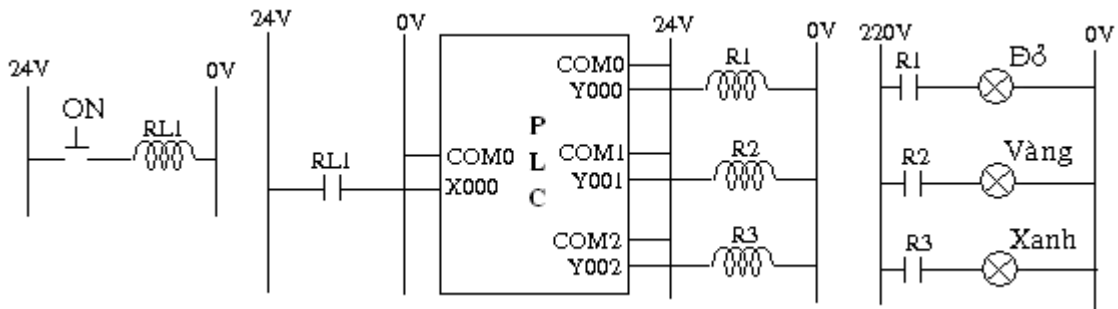 24V
0V
ON
RL1
24V
0V
RL1
COM0
X000
P
L
C
COM0
Y000
COM1
Y001
COM2
Y002
24V
0V
R1
R2
R3
220V
0V
R1
Đỏ
R2
Vàng
R3
Xanh